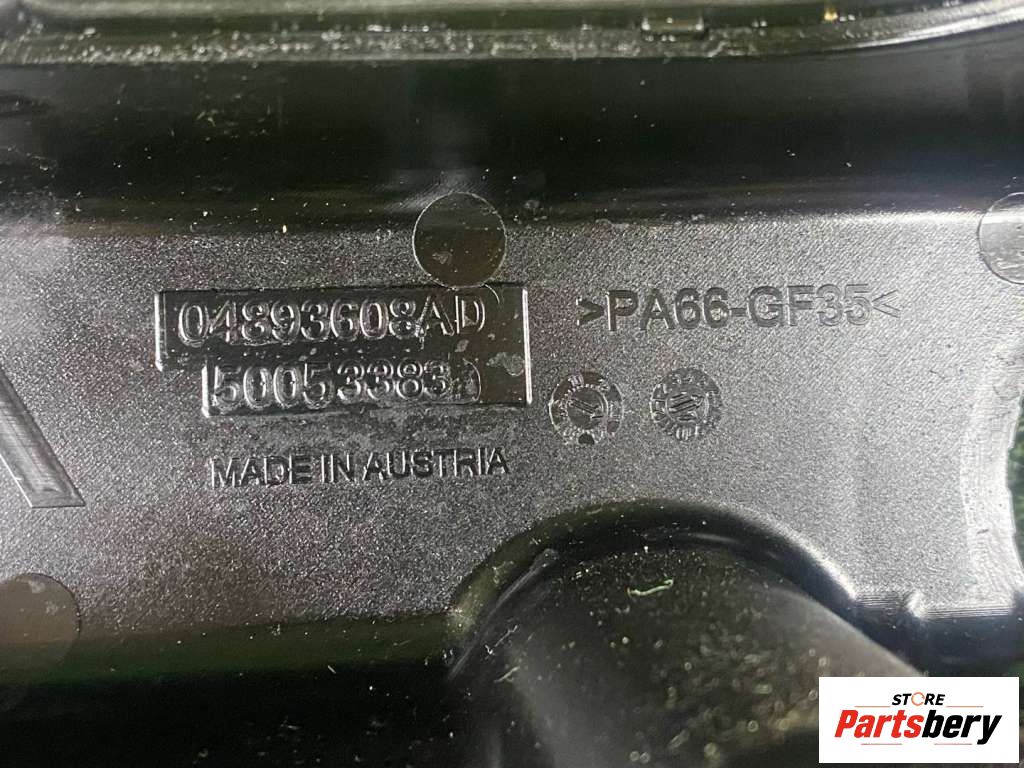 04893608AD
50053383
>PA66-GF35<
MADE IN AUSTRIA
STORE
Partsbery